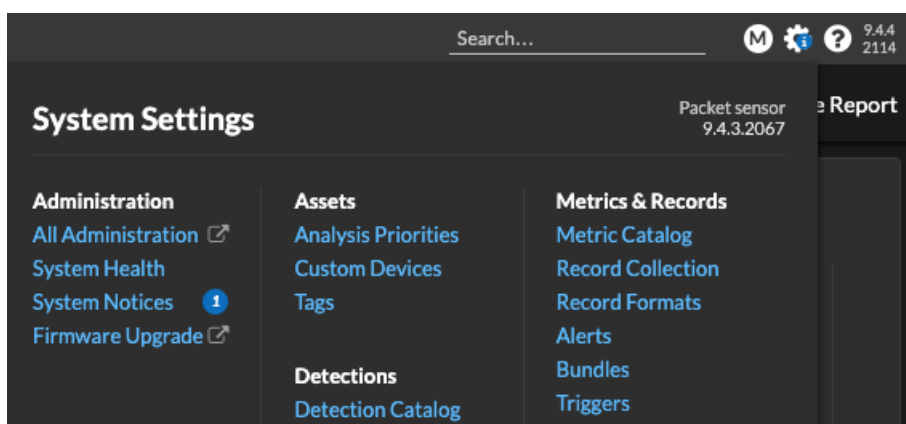 Search...
M
?
9.4.4
2114
System Settings
Packet sensor
9.4.3.2067
e Report
Administration
All Administration
System Health
System Notices 1
Firmware Upgrade
Assets
Analysis Priorities
Custom Devices
Tags
Detections
Detection Catalog
Metrics & Records
Metric Catalog
Record Collection
Record Formats
Alerts
Bundles
Triggers